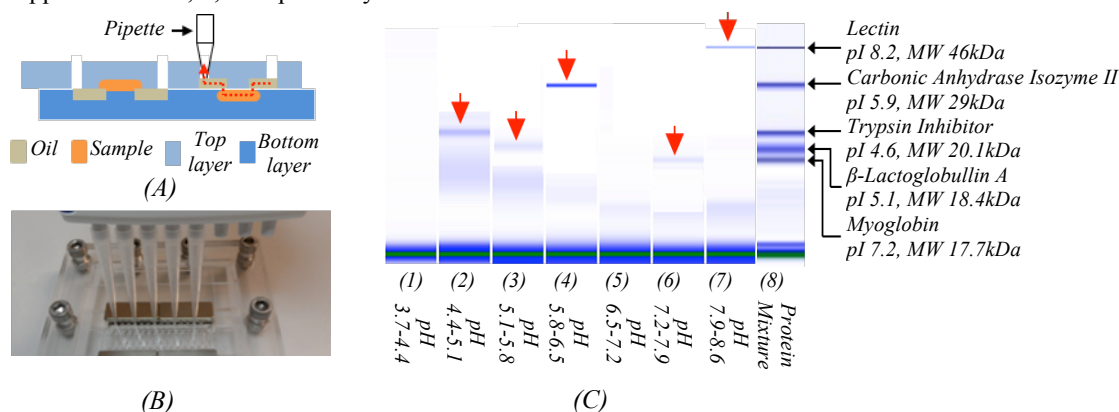 Pipette
Oil Sample Top layer Bottom layer
(A)
(B)
Lectin
pI 8.2, MW 46kDa
Carbonic Anhydrase Isozyme II
pI 5.9, MW 29kDa
Trypsin Inhibitor
pI 4.6, MW 20.1kDa
β-Lactoglobullin A
pI 5.1, MW 18.4kDa
Myoglobin
pI 7.2, MW 17.7kDa
(1) (2) (3) (4) (5) (6) (7) (8)
pH 3.7-4.4
pH 4.4-5.1
pH 5.1-5.8
pH 5.8-6.5
pH 6.5-7.2
pH 7.2-7.9
pH 7.9-8.6
Protein Mixture
(C)